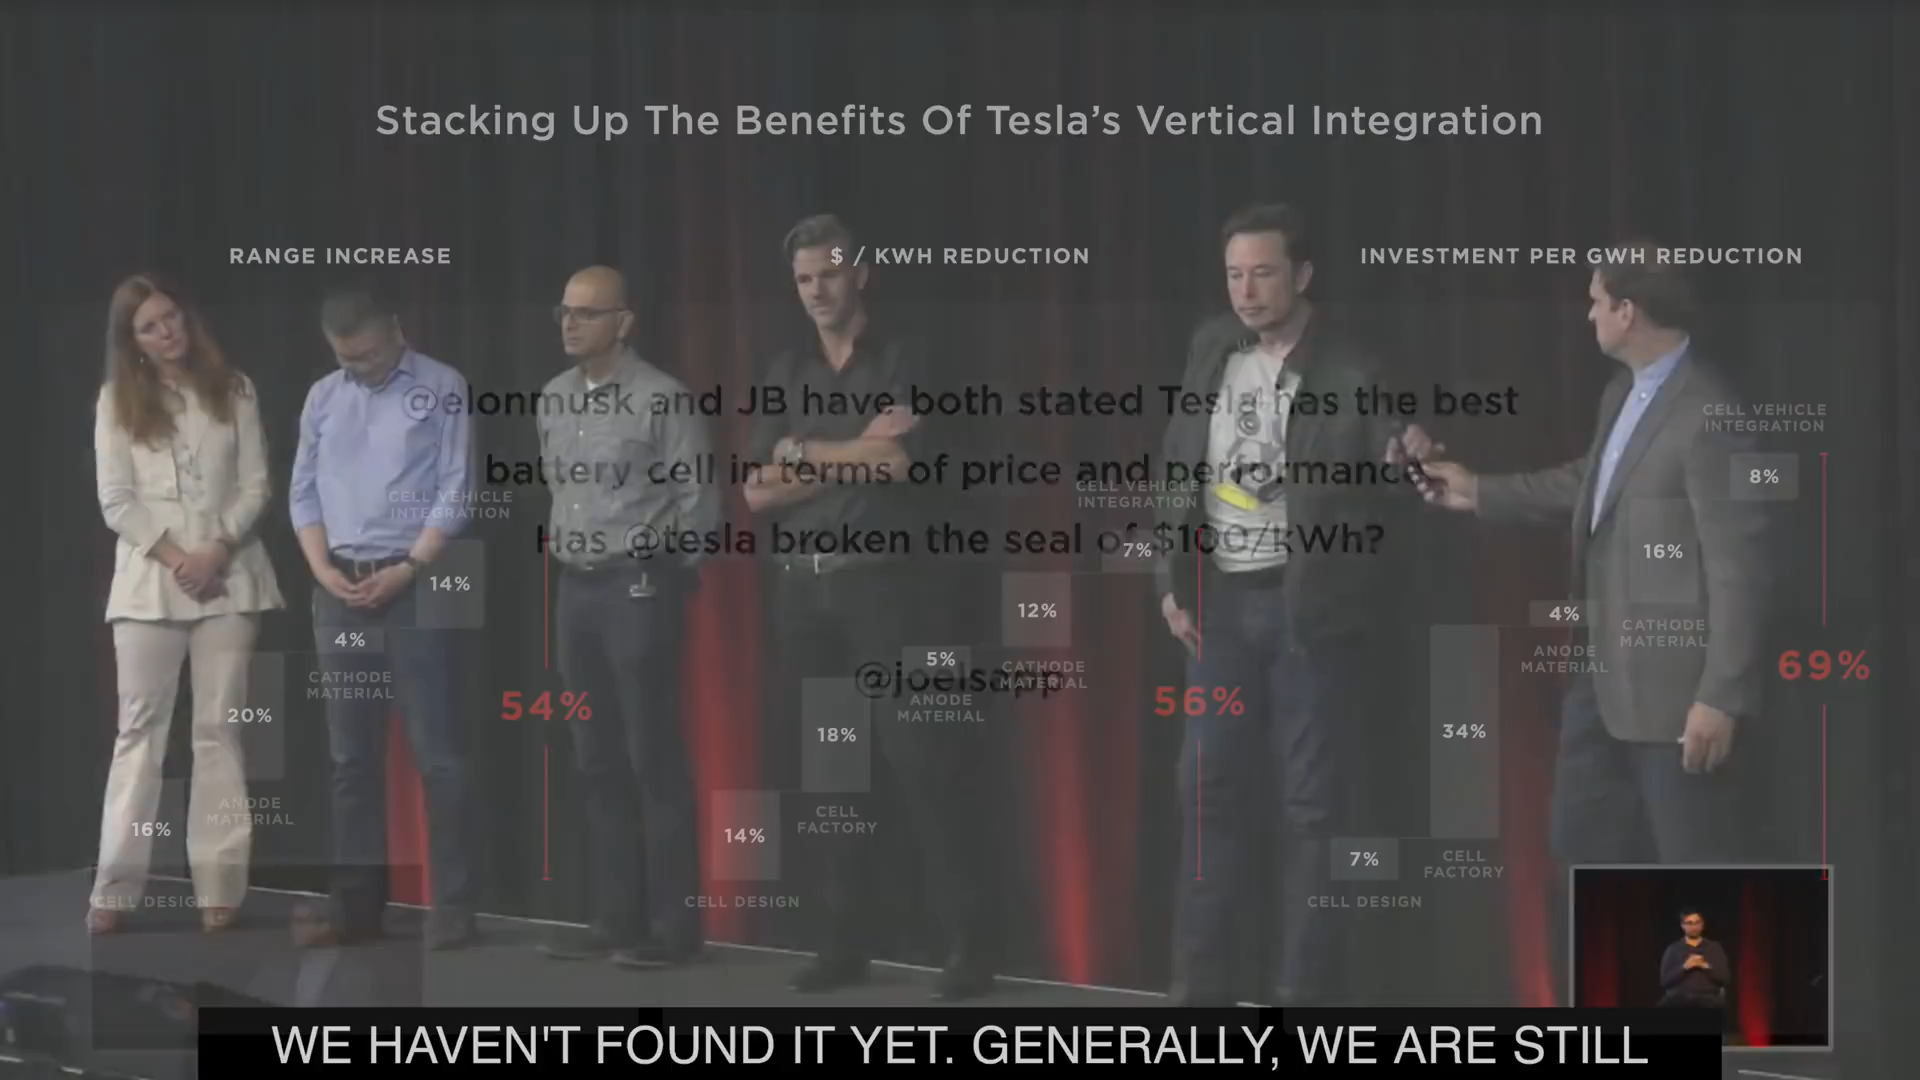 Stacking Up The Benefits Of Tesla’s Vertical Integration
RANGE INCREASE
$ / KWH REDUCTION
INVESTMENT PER GWH REDUCTION
@elonmusk and JB have both stated Tesla has the best
battery cell in terms of price and performance
Has @tesla broken the seal of $100/kWh?
@joelsapp
CELL VEHICLE
INTEGRATION
14%
4%
CATHODE
MATERIAL
20%
ANODE
MATERIAL
16%
CELL DESIGN
54%
CELL VEHICLE
INTEGRATION
7%
12%
CATHODE
MATERIAL
5%
ANODE
MATERIAL
18%
CELL
FACTORY
14%
CELL DESIGN
56%
CELL VEHICLE
INTEGRATION
8%
16%
CATHODE
MATERIAL
4%
ANODE
MATERIAL
34%
CELL
FACTORY
7%
CELL DESIGN
69%
WE HAVEN'T FOUND IT YET. GENERALLY, WE ARE STILL